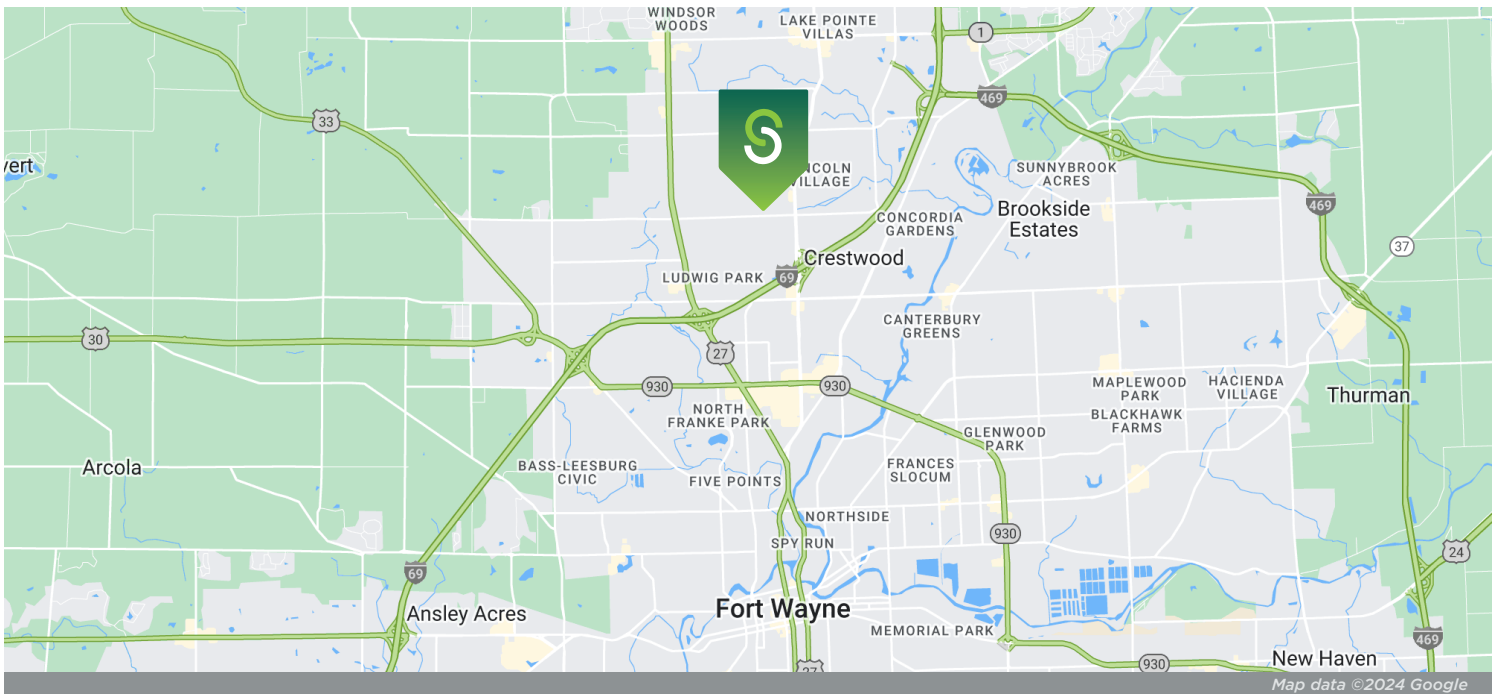 WINDSOR
WOODS
LAKE POINTE
VILLAS
1
33
469
vert
S
NCOLN
VILLAGE
SUNNYBROOK
ACRES
469
Brookside
Estates
CONCORDIA
GARDENS
37
Crestwood
LUDWIG PARK
69
CANTERBURY
GREENS
30
27
930
930
MAPLEWOOD
PARK
HACIENDA
VILLAGE
Thurman
NORTH
FRANKE PARK
BLACKHAWK
FARMS
GLENWOOD
PARK
Arcola
BASS-LEESBURG
CIVIC
FIVE POINTS
FRANCES
SLOCUM
NORTHSIDE
930
SPY RUN
24
69
Ansley Acres
Fort Wayne
MEMORIAL PARK
469
New Haven
930
27
Map data ©2024 Google